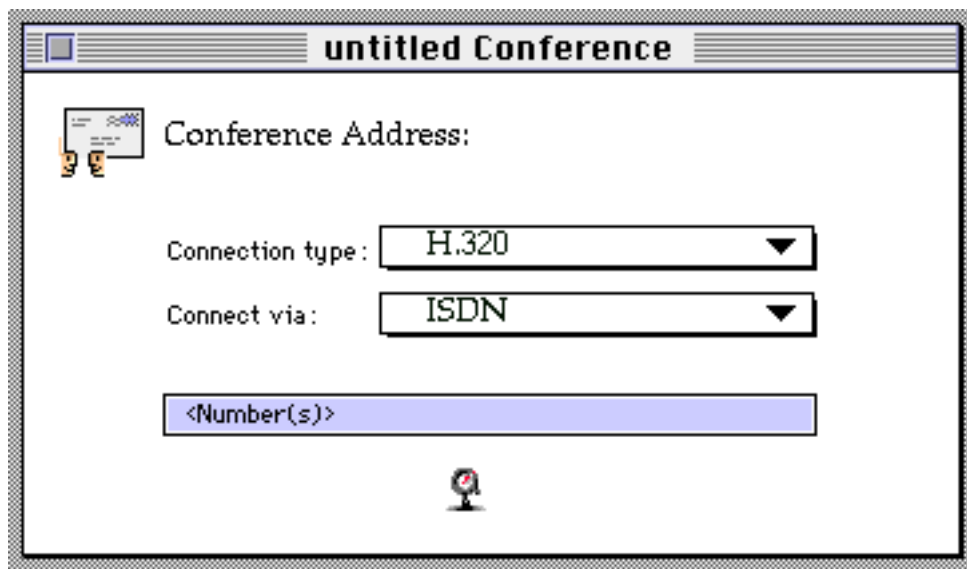 untitled Conference
Conference Address:
Connection type: H.320
Connect via: ISDN
<Number(s)>